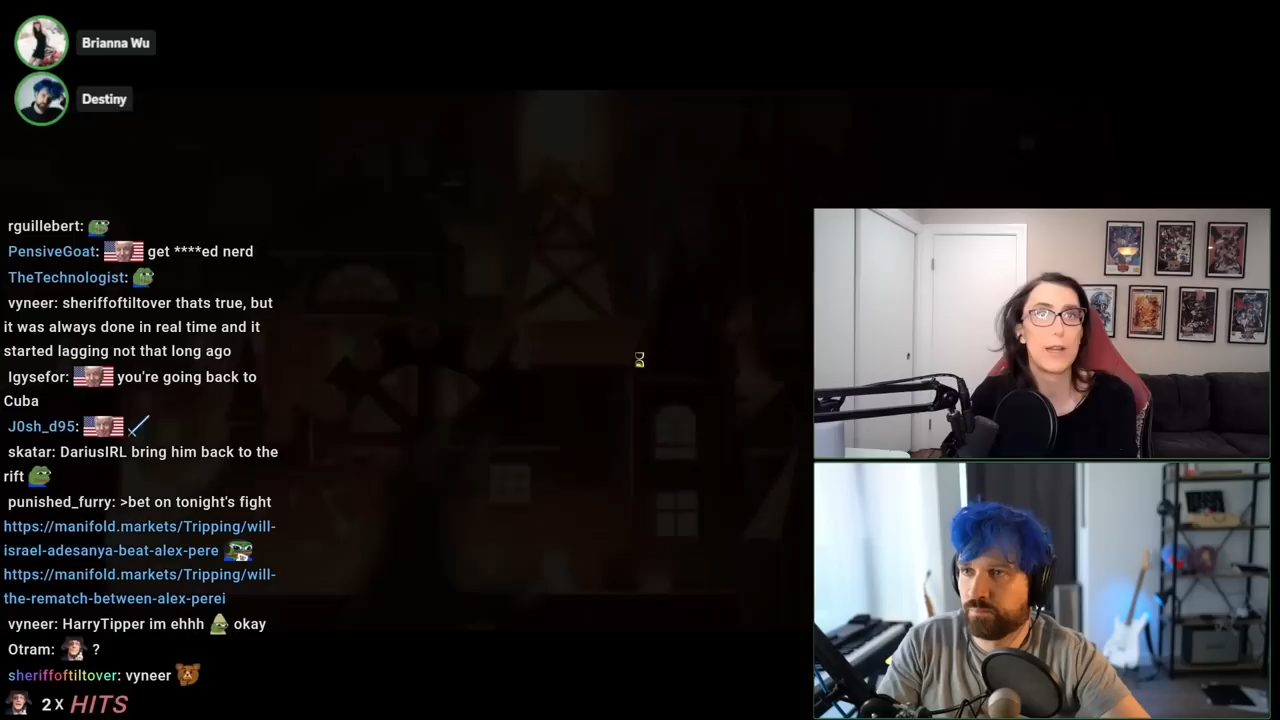 Brianna Wu
Destiny
rguillebert:
PensiveGoat: get ****ed nerd
TheTechnologist:
vyneer: sheriffoftiltover thats true, but
it was always done in real time and it
started lagging not that long ago
Igysefor: you're going back to
Cuba
J0sh_d95:
skatar: DariusIRL bring him back to the
rift
punished_furry: >bet on tonight's fight
https://manifold.markets/Tripping/will-
israel-adesanya-beat-alex-pere
https://manifold.markets/Tripping/will-
the-rematch-between-alex-perei
vyneer: HarryTipper im ehhh okay
Otram: ?
sheriffoftiltover: vyneer
2 X HITS